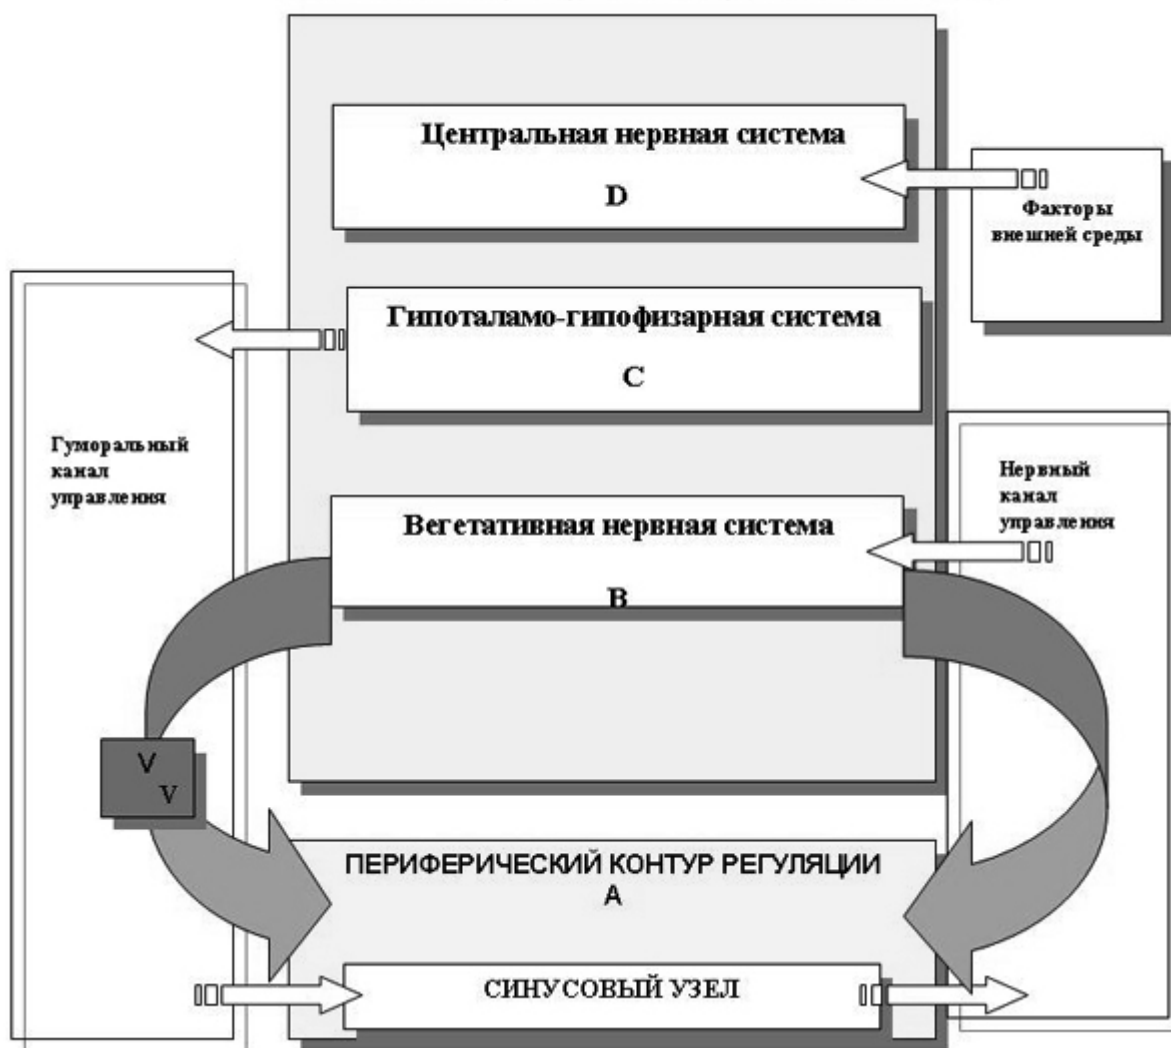 Центральная нервная система
D
Факторы
внешней среды
Гипоталамо-гипофизарная система
C
Гуморальный
канал
управления
Нервный
канал
управления
Вегетативная нервная система
B
V
V
ПЕРИФЕРИЧЕСКИЙ КОНТУР РЕГУЛЯЦИИ
А
СИНУСОВЫЙ УЗЕЛ